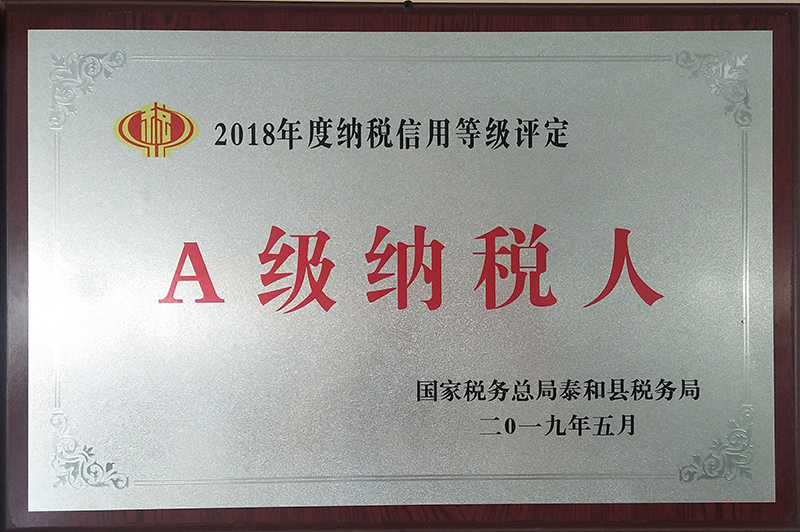 税
2018年度纳税信用等级评定
A级纳税人
国家税务总局泰和县税务局
二0一九年五月